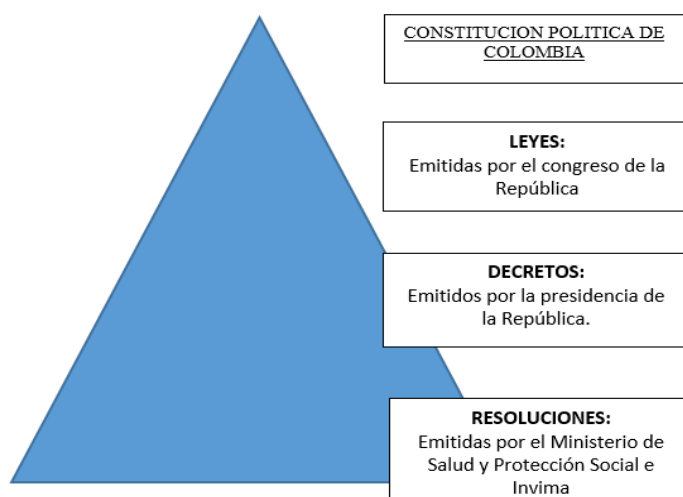 CONSTITUCION POLITICA DE
COLOMBIA
LEYES:
Emitidas por el congreso de la
República
DECRETOS:
Emitidos por la presidencia de
la República.
RESOLUCIONES:
Emitidas por el Ministerio de
Salud y Protección Social e
Invima